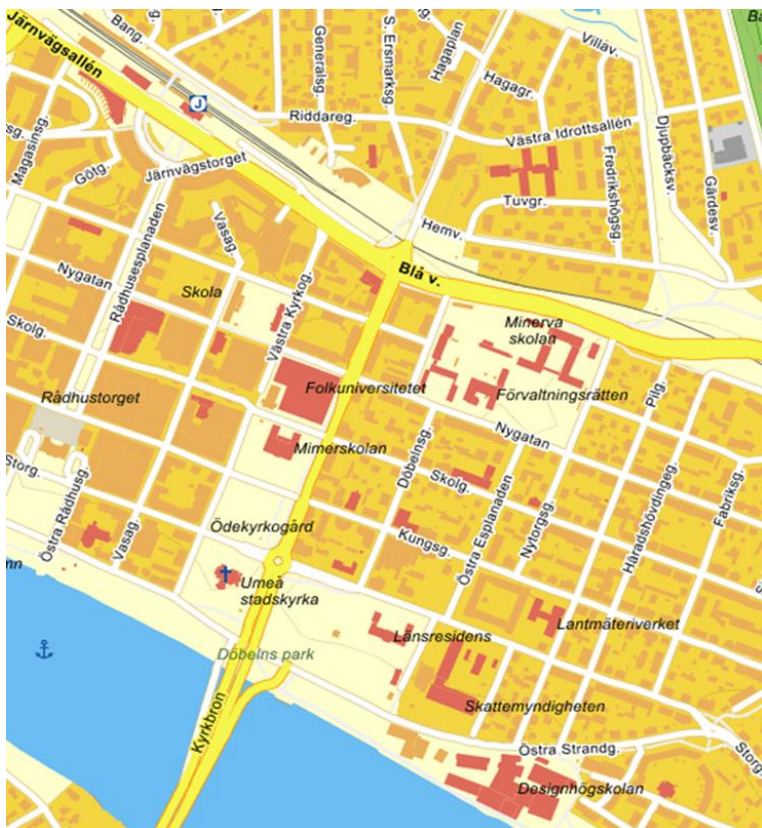 Järnvägsallén
Bang.
Generalsg.
S. Ersmarksg.
Hagaplan
Villav.
Hagagr.
J
Riddareg.
Västra Idrottsallén
Djupbäcksv.
Magasinsg.
Götg.
Järnvägstorget
Fredrikshögsg.
Gärdesv.
Tuvgr.
Hemv.
Vasag.
Rådhusesplanaden
Nygatan
Skola
Blå v.
Västra Kyrkog.
Minerva
skolan
Skolg.
Rådhustorget
Folkuniversitetet
Förvaltningsrätten
Pilg.
Nygatan
Mimerskolan
Döbelnsg.
Skolg.
Storg.
Östra Rådhusg.
Vasag.
Ödekyrkogård
Kungsg.
Östra Esplanaden
Nytorgsg.
Häradshövdingeg.
Fabriksg.
Umeå
stadskyrka
Länsresidens
Lantmäteriverket
Döbelns park
Kyrkbron
Skattemyndigheten
Östra Strandg.
Storg.
Designhögskolan